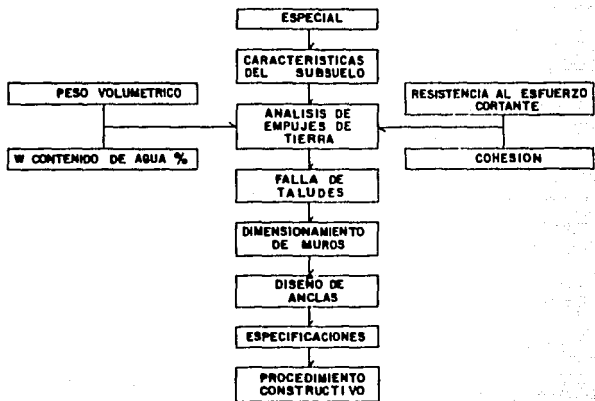 ESPECIAL
CARACTERISTICAS
DEL SUBSUELO
PESO VOLUMETRICO
RESISTENCIA AL ESFUERZO
CORTANTE
ANALISIS DE
EMPUJES DE
TIERRA
W CONTENIDO DE AGUA %
COHESION
FALLA DE
TALUDES
DIMENSIONAMIENTO
DE MUROS
DISEÑO DE
ANCLAS
ESPECIFICACIONES
PROCEDIMIENTO
CONSTRUCTIVO